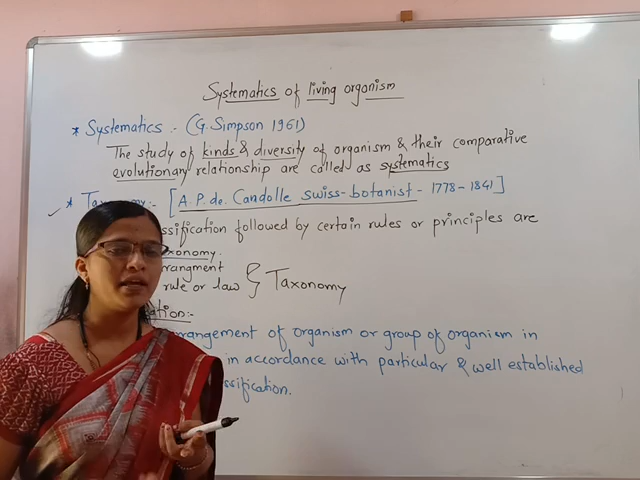 Systematics of living organism
* Systematics :- (G. Simpson 1961)
The study of kinds & diversity of organism & their comparative
evolutionary relationship are called as systematics
* :- [A. P. de. Candolle swiss-botanist - 1778-1841]
ssification followed by certain rules or principles are
xonomy.
rrangment
rule or law } Taxonomy
ation:-
rrangement of organism or group of organism in
in accordance with particular & well established
ssification.